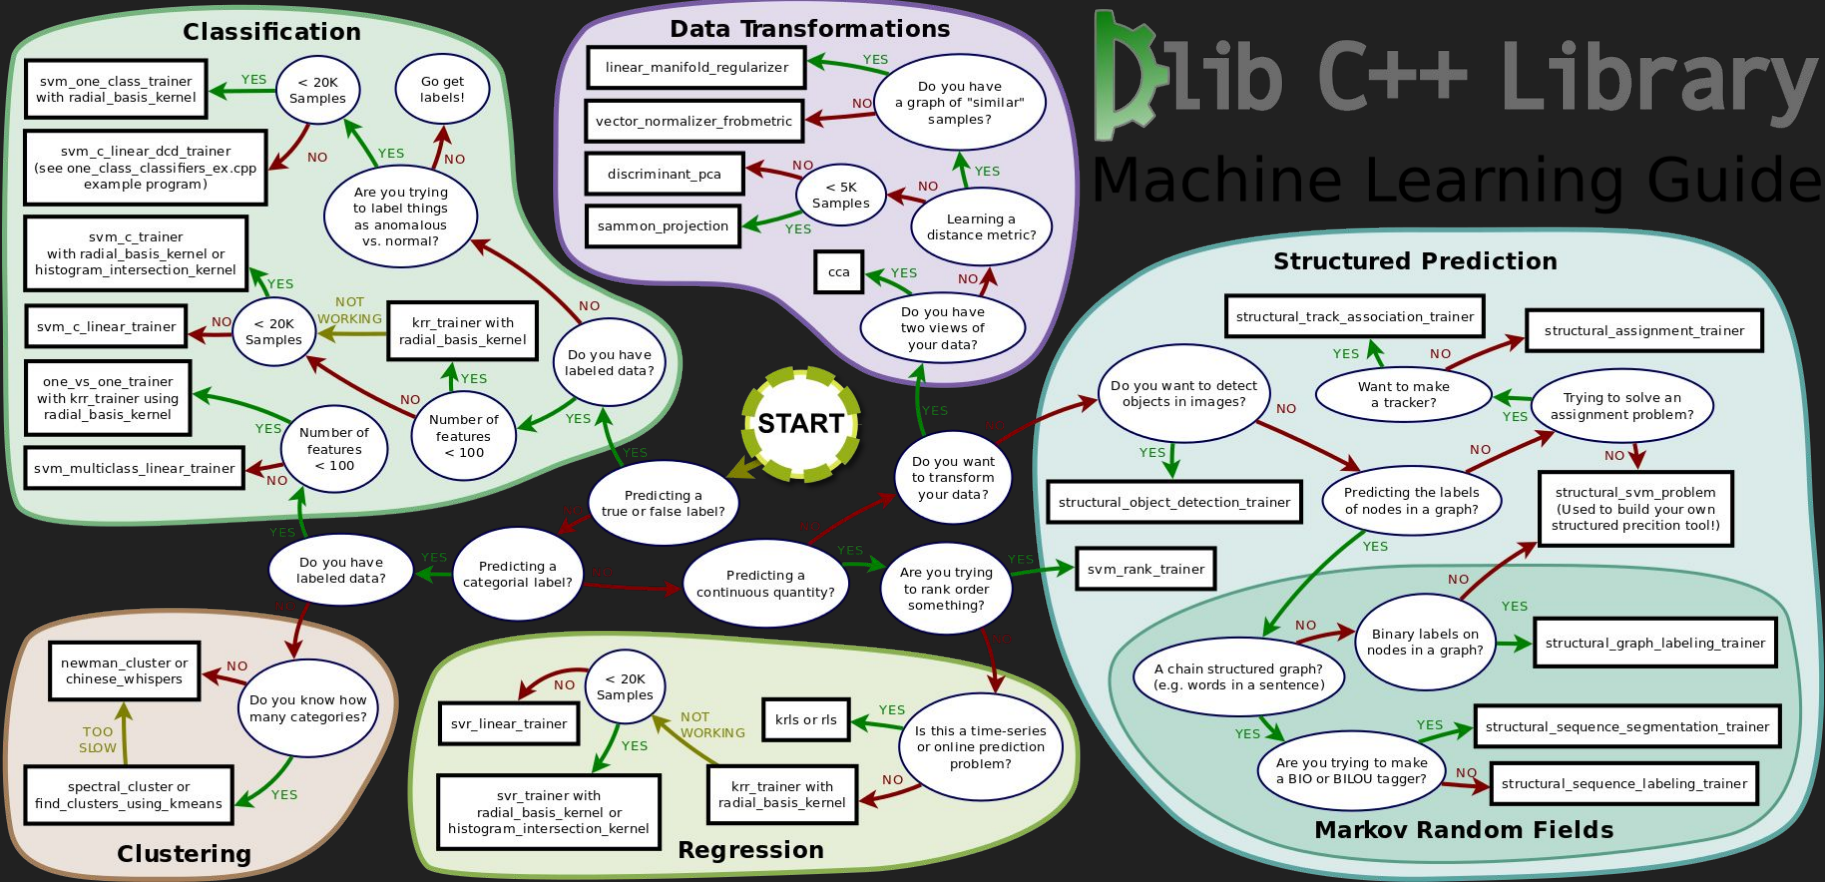 Dlib C++ Library
Machine Learning Guide
Classification
svm_one_class_trainer
with radial_basis_kernel
YES
< 20K
Samples
Go get
labels!
NO
YES
NO
svm_c_linear_dcd_trainer
(see one_class_classifiers_ex.cpp
example program)
Are you trying
to label things
as anomalous
vs. normal?
svm_c_trainer
with radial_basis_kernel or
histogram_intersection_kernel
YES
NO
svm_c_linear_trainer
NO
< 20K
Samples
NOT
WORKING
krr_trainer with
radial_basis_kernel
Do you have
labeled data?
one_vs_one_trainer
with krr_trainer using
radial_basis_kernel
YES
NO
YES
Number of
features
< 100
YES
Number of
features
< 100
svm_multiclass_linear_trainer
NO
YES
YES
Data Transformations
linear_manifold_regularizer
YES
Do you have
a graph of "similar"
samples?
vector_normalizer_frobmetric
NO
discriminant_pca
NO
< 5K
Samples
NO
YES
sammon_projection
YES
Learning a
distance metric?
cca
YES
NO
Do you have
two views of
your data?
YES
START
Predicting a
true or false label?
NO
Predicting a
categorial label?
YES
NO
Do you have
labeled data?
NO
Predicting a
continuous quantity?
NO
YES
Do you want
to transform
your data?
NO
Are you trying
to rank order
something?
YES
svm_rank_trainer
NO
Structured Prediction
structural_track_association_trainer
structural_assignment_trainer
YES
NO
Do you want to detect
objects in images?
Want to make
a tracker?
YES
Trying to solve an
assignment problem?
NO
YES
NO
NO
structural_object_detection_trainer
Predicting the labels
of nodes in a graph?
structural_svm_problem
(Used to build your own
structured precition tool!)
YES
NO
Binary labels on
nodes in a graph?
YES
structural_graph_labeling_trainer
NO
A chain structured graph?
(e.g. words in a sentence)
YES
Are you trying to make
a BIO or BILOU tagger?
YES
structural_sequence_segmentation_trainer
NO
structural_sequence_labeling_trainer
Markov Random Fields
newman_cluster or
chinese_whispers
NO
Do you know how
many categories?
TOO
SLOW
YES
spectral_cluster or
find_clusters_using_kmeans
Clustering
svr_linear_trainer
NO
< 20K
Samples
YES
NOT
WORKING
krls or rls
YES
Is this a time-series
or online prediction
problem?
NO
krr_trainer with
radial_basis_kernel
svr_trainer with
radial_basis_kernel or
histogram_intersection_kernel
Regression